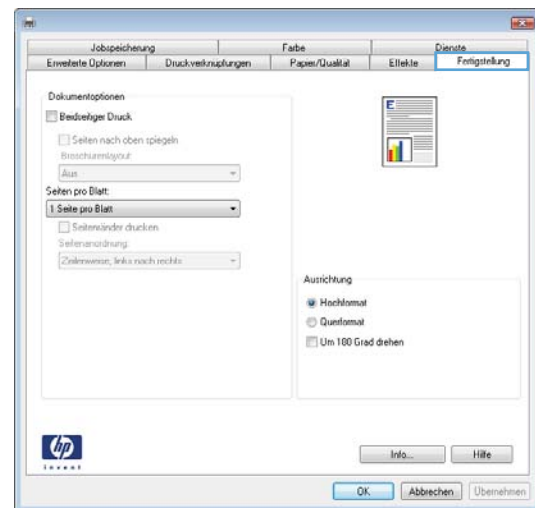 Jobspeicherung Farbe Dienste
Erweiterte Optionen Druckverknüpfungen Papier/Qualität Effekte Fertigstellung
Dokumentoptionen
Beidseitiger Druck
Seiten nach oben spiegeln
Broschürenlayout:
Aus
Seiten pro Blatt:
1 Seite pro Blatt
Seitenränder drucken
Seitenanordnung:
Zeilenweise, links nach rechts
E
Ausrichtung
Hochformat
Querformat
Um 180 Grad drehen
hp
invent
Info... Hilfe
OK Abbrechen Übernehmen